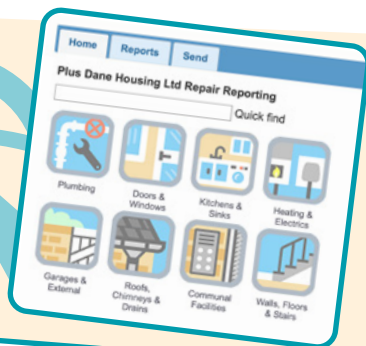 Home Reports Send
Plus Dane Housing Ltd Repair Reporting
Quick find
Plumbing
Doors &
Windows
Kitchens &
Sinks
Heating &
Electrics
Garages &
External
Roofs,
Chimneys &
Drains
Communal
Facilities
Walls, Floors
& Stairs